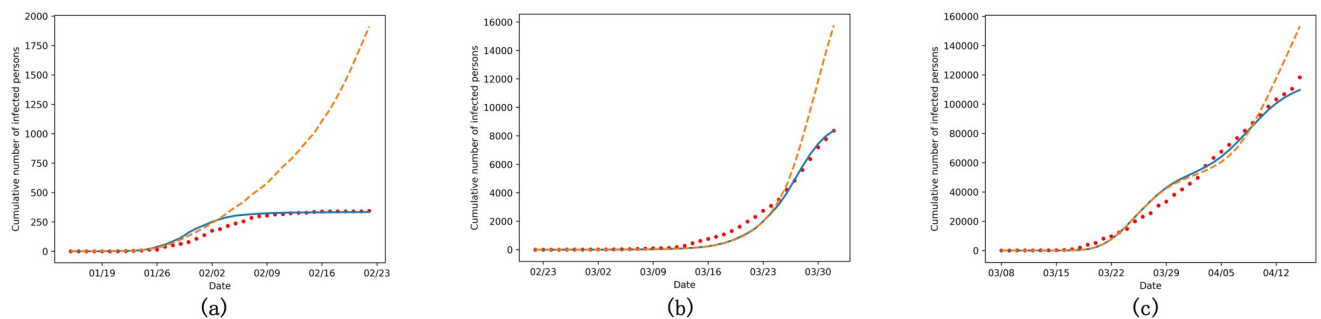 2000
1750
1500
1250
1000
750
500
250
0
Cumulative number of infected persons
01/19 01/26 02/02 02/09 02/16 02/23
Date
(a)
16000
14000
12000
10000
8000
6000
4000
2000
0
Cumulative number of infected persons
02/23 03/02 03/09 03/16 03/23 03/30
Date
(b)
160000
140000
120000
100000
80000
60000
40000
20000
0
Cumulative number of infected persons
03/08 03/15 03/22 03/29 04/05 04/12
Date
(c)